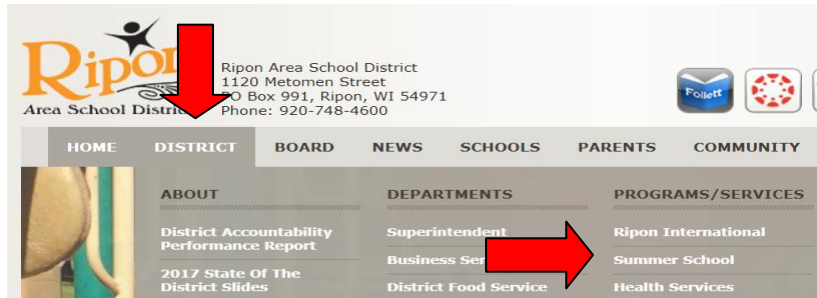 Ripon
Area School District
Ripon Area School District
1120 Metomen Street
PO Box 991, Ripon, WI 54971
Phone: 920-748-4600
Follett
HOME DISTRICT BOARD NEWS SCHOOLS PARENTS COMMUNITY
ABOUT DEPARTMENTS PROGRAMS/SERVICES
District Accountability
Performance Report
2017 State Of The
District Slides
Superintendent
Business
District Food Service
Ripon International
Summer School
Health Services